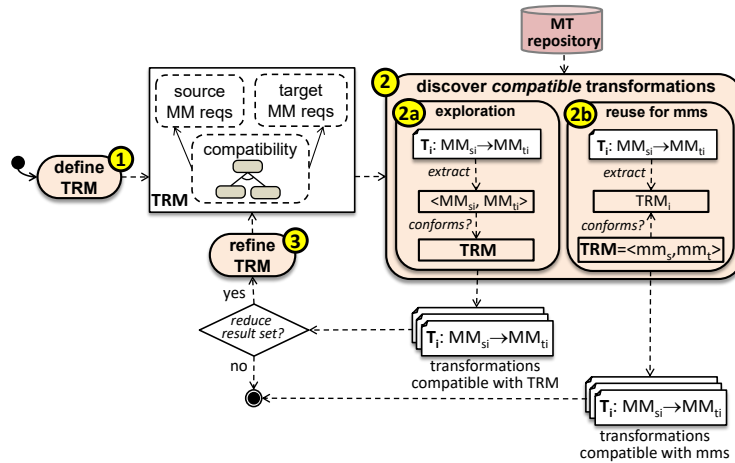 MT
repository
2
discover compatible transformations
2a
exploration
2b
reuse for mms
source
MM reqs
target
MM reqs
compatibility
TRM
1
define
TRM
Ti: MMsi→MMti
extract
<MMsi, MMti>
conforms?
TRM
Ti: MMsi→MMti
extract
TRMi
conforms?
TRM=<mms,mmt>
3
refine
TRM
yes
reduce
result set?
no
Ti: MMsi→MMti
transformations
compatible with TRM
Ti: MMsi→MMti
transformations
compatible with mms